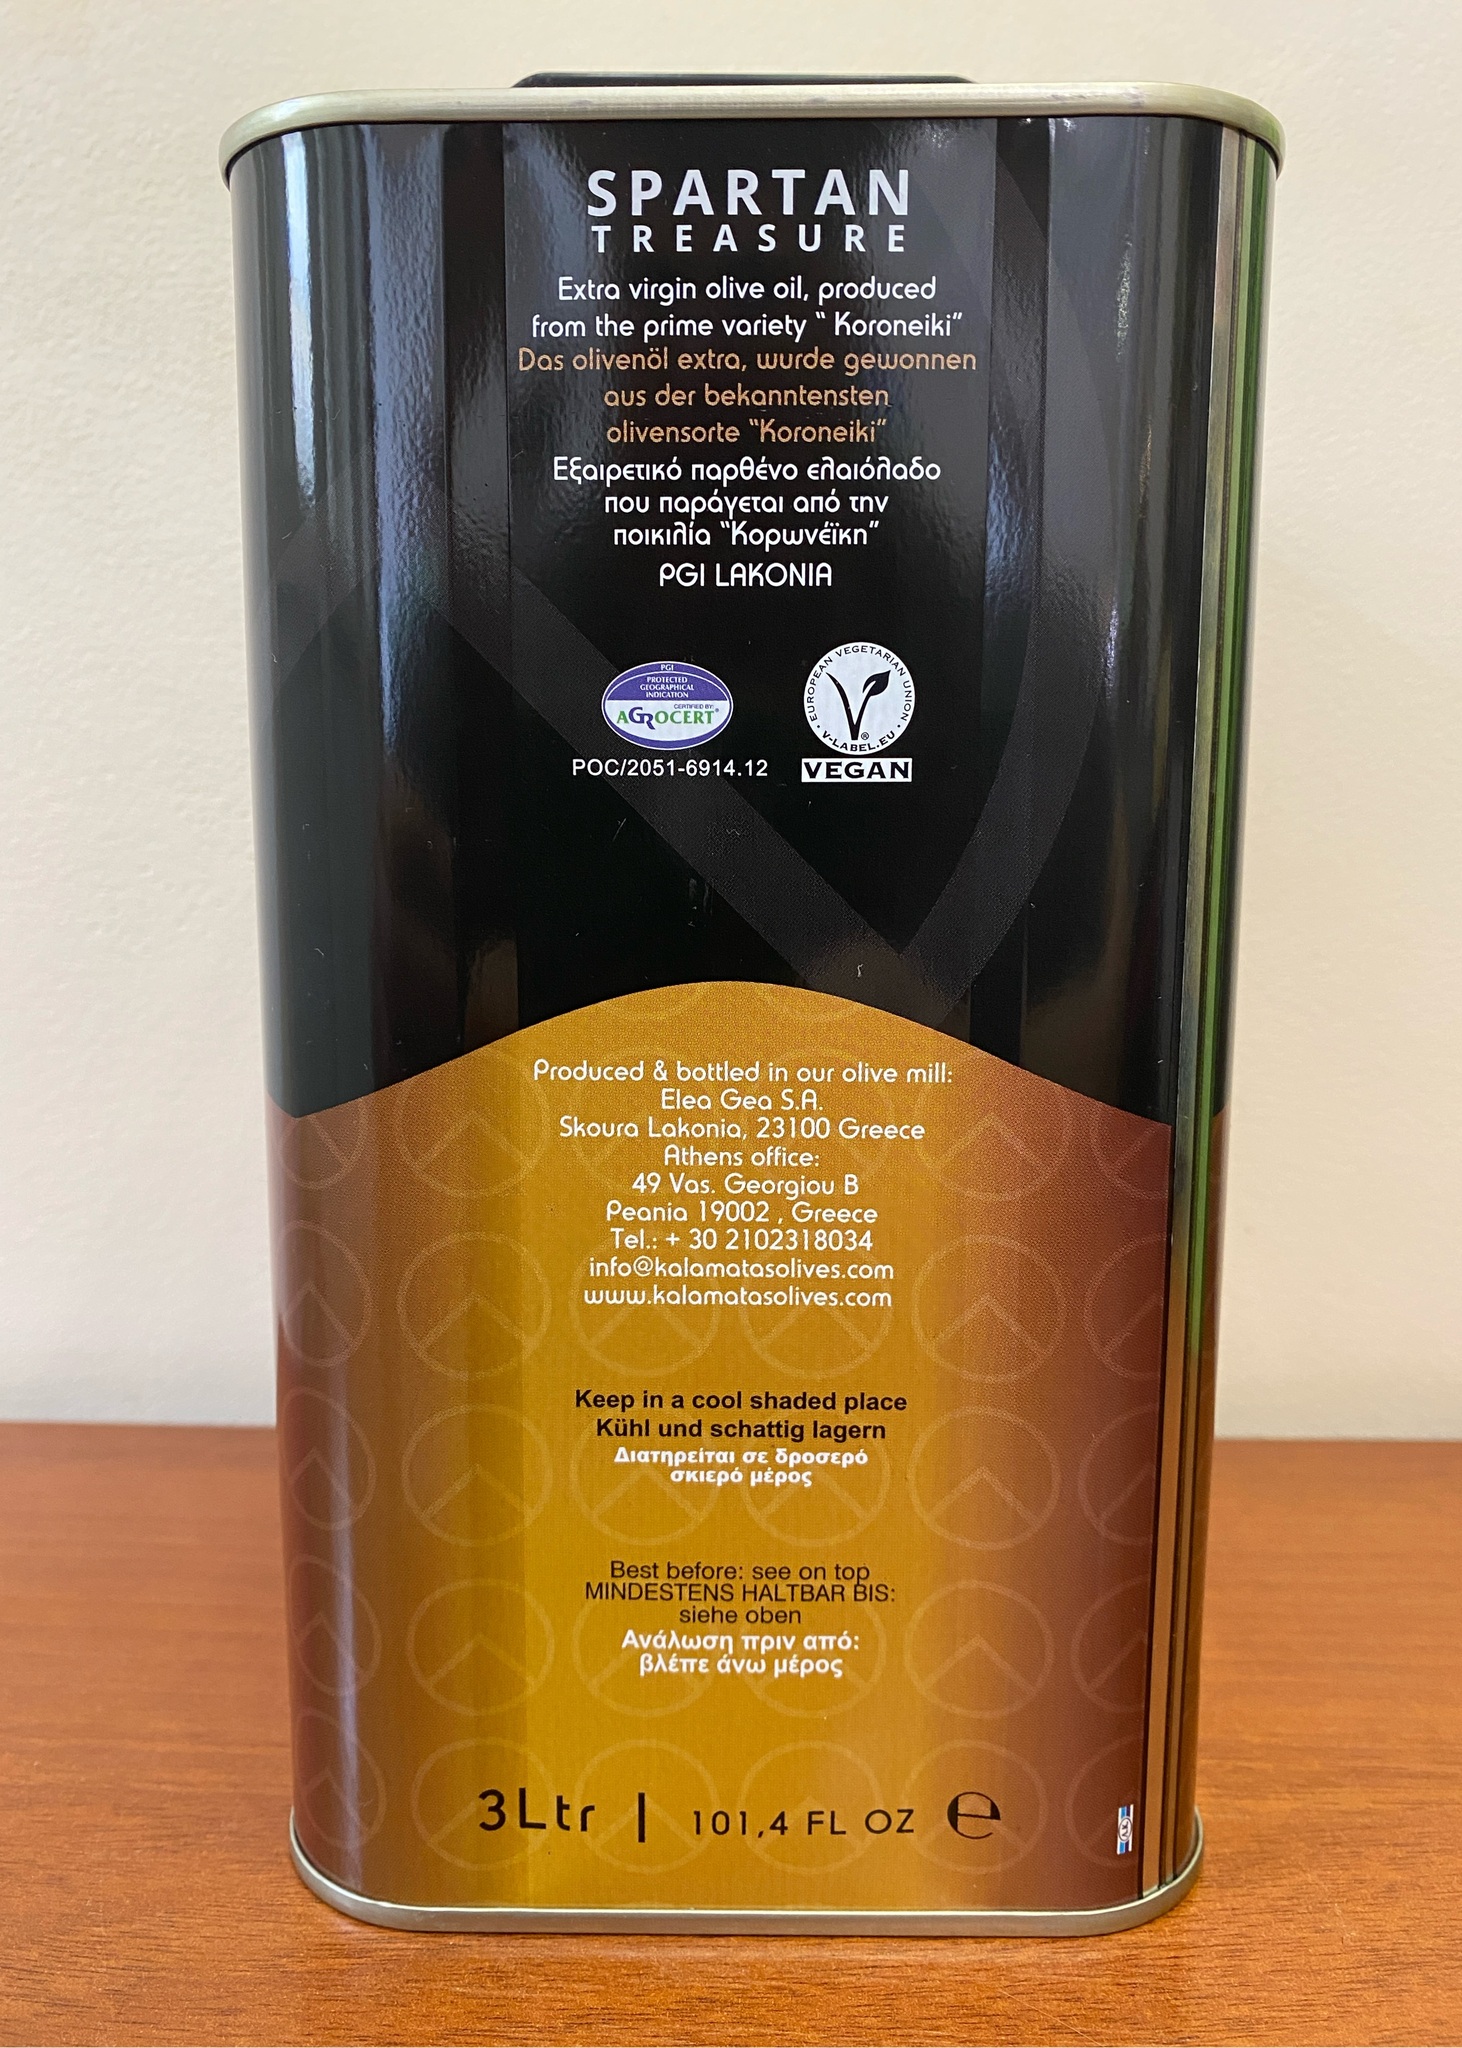 SPARTAN
TREASURE
Extra virgin olive oil, produced
from the prime variety “ Koroneiki”
Das olivenöl extra, wurde gewonnen
aus der bekanntensten
olivensorte “Koroneiki”
Εξαιρετικό παρθένο ελαιόλαδο
που παράγεται από την
ποικιλία “Κορωνέϊκη”
PGI LAKONIA
PGI
PROTECTED
GEOGRAPHICAL
INDICATION
CERTIFIED BY:
AGROCERT®
POC/2051-6914.12
EUROPEAN VEGETARIAN UNION
• V-LABEL.EU •
®
VEGAN
Produced & bottled in our olive mill:
Elea Gea S.A.
Skoura Lakonia, 23100 Greece
Athens office:
49 Vas. Georgiou B
Peania 19002 , Greece
Tel.: + 30 2102318034
info@kalamatasolives.com
www.kalamatasolives.com
Keep in a cool shaded place
Kühl und schattig lagern
Διατηρείται σε δροσερό
σκιερό μέρος
Best before: see on top
MINDESTENS HALTBAR BIS:
siehe oben
Ανάλωση πριν από:
βλέπε άνω μέρος
3Ltr | 101,4 FL OZ ℮